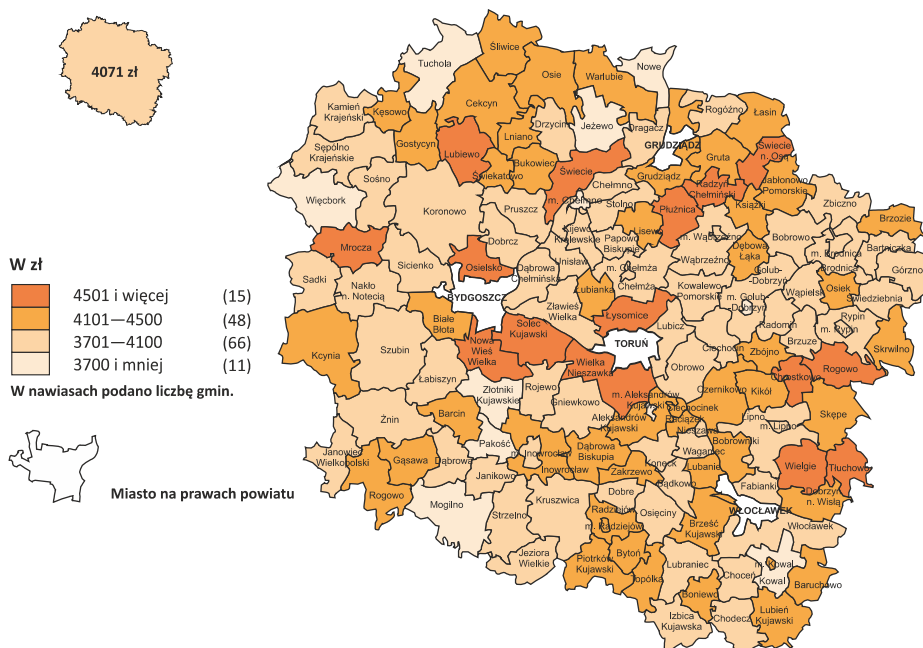 4071 zł
W zł
4501 i więcej (15)
4101—4500 (48)
3701—4100 (66)
3700 i mniej (11)
W nawiasach podano liczbę gmin.
Miasto na prawach powiatu
Śliwice
Tuchola
Osie
Warlubie
Nowe
Kamień
Krajeński
Kęsowo
Cekcyn
Drzycim
Jeżewo
Dragacz
Rogóźno
Łasin
Gostycyn
Lubiewo
Lniano
GRUDZIĄDZ
Sępolno
Krajeńskie
Bukowiec
Świecie
Świekatowo
Grudziądz
Gruta
Świecie
n. Osą
Sośno
Radzyń
Chełmiński
Jabłonowo
Pomorskie
Więcbork
Koronowo
Pruszcz
m. Chełmno
Chełmno
Stolno
Płużnica
Książki
Zbiczno
Brzozie
Mrocza
Dobrcz
Kijewo
Królewskie
Lisewo
Papowo
Biskupie
m. Wąbrzeźno
Dębowa
Łąka
Bobrowo
Bartniczka
Sicienko
Osielsko
Dąbrowa
Chełmińska
Unisław
m. Chełmża
Chełmża
Wąbrzeźno
Golub-
Dobrzyń
m. Brodnica
Brodnica
Górzno
Sadki
Nakło
n. Notecią
BYDGOSZCZ
Łubianka
Kowalewo
Pomorskie
m. Golub-
Dobrzyń
Wąpielsk
Osiek
Świedziebnia
Białe
Błota
Zławieś
Wielka
Łysomice
Lubicz
Radomin
Rypin
m. Rypin
Kcynia
Szubin
Nowa
Wieś
Wielka
Solec
Kujawski
TORUŃ
Ciechocin
Zbójno
Brzuze
Skrwilno
Łabiszyn
Wielka
Nieszawka
Obrowo
Chrostkowo
Rogowo
Złotniki
Kujawskie
Rojewo
Gniewkowo
m. Aleksandrów
Kujawski
Czernikowo
Kikół
Żnin
Barcin
Aleksandrów
Kujawski
Ciechocinek
Raciążek
Nieszawa
Lipno
m. Lipno
Skępe
Janowiec
Wielkopolski
Gąsawa
Dąbrowa
Pakość
m. Inowrocław
Inowrocław
Dąbrowa
Biskupia
Koneck
Waganiec
Bobrowniki
Wielgie
Tłuchowo
Rogowo
Janikowo
Zakrzewo
Bądkowo
Lubanie
Fabianki
Dobrzyń
n. Wisłą
Mogilno
Strzelno
Kruszwica
Dobre
Radziejów
m. Radziejów
Osięciny
Brześć
Kujawski
WŁOCŁAWEK
Włocławek
Jeziora
Wielkie
Piotrków
Kujawski
Bytoń
Topólka
Lubraniec
Choceń
m. Kowal
Kowal
Baruchowo
Boniewo
Izbica
Kujawska
Chodecz
Lubień
Kujawski